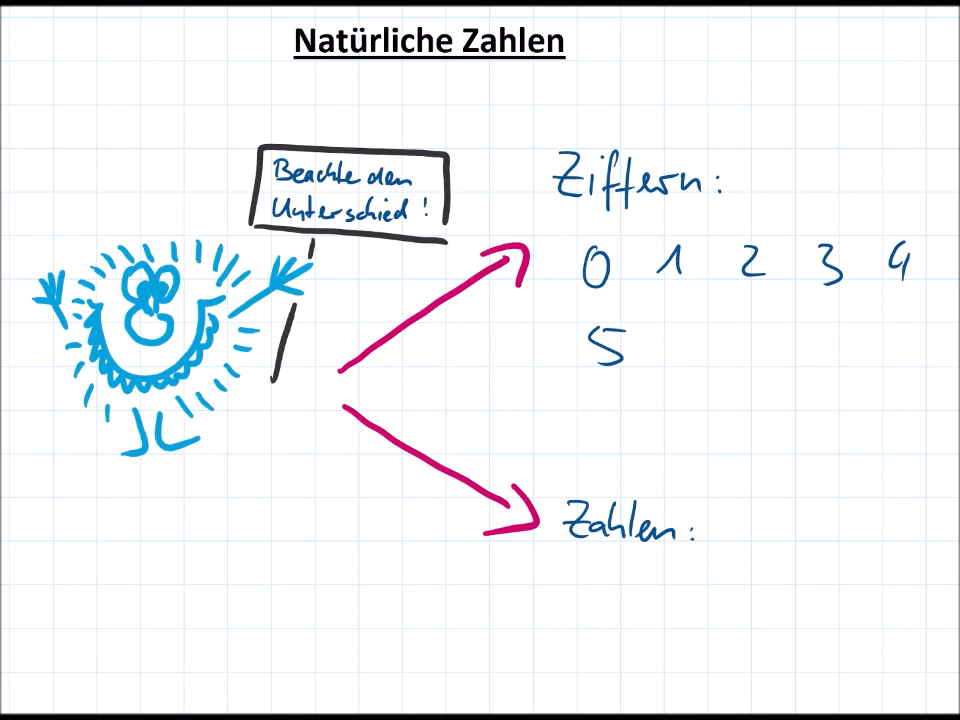 Natürliche Zahlen
Beachte den
Unterschied!
Ziffern:
0 1 2 3 4
5
Zahlen: